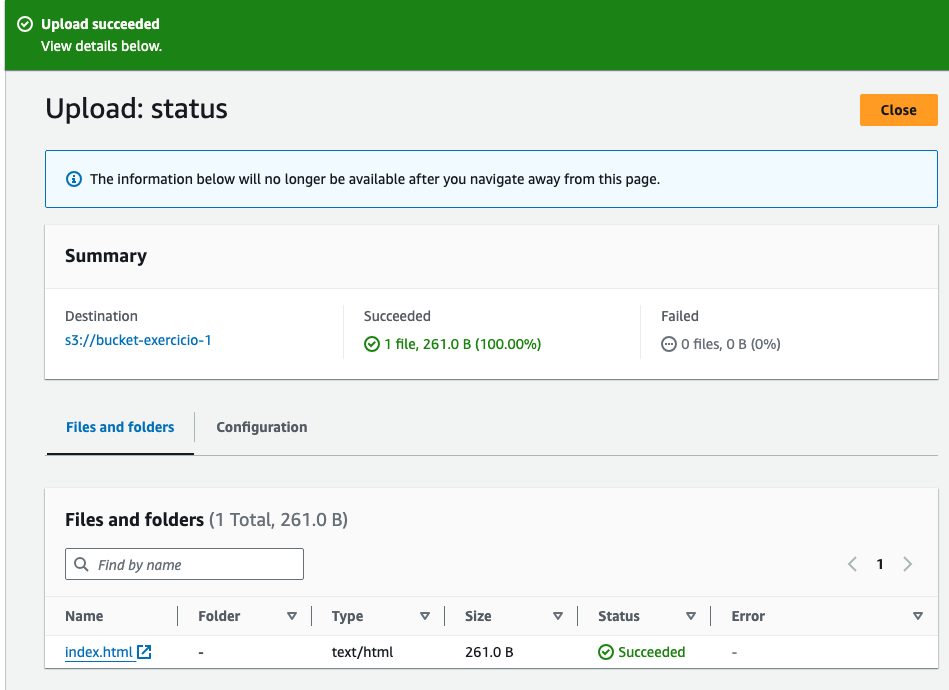 Upload succeeded
View details below.
Upload: status
Close
The information below will no longer be available after you navigate away from this page.
Summary
Destination
s3://bucket-exercicio-1
Succeeded
1 file, 261.0 B (100.00%)
Failed
0 files, 0 B (0%)
Files and folders
Configuration
Files and folders (1 Total, 261.0 B)
Find by name
1
Name Folder Type Size Status Error
index.html - text/html 261.0 B Succeeded -